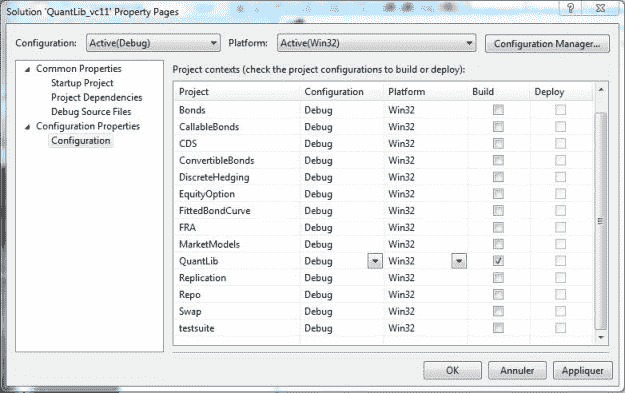 Solution 'QuantLib_vc11' Property Pages
Configuration: Active(Debug) Platform: Active(Win32) Configuration Manager...
Common Properties
Startup Project
Project Dependencies
Debug Source Files
Configuration Properties
Configuration
Project contexts (check the project configurations to build or deploy):
Project Configuration Platform Build Deploy
Bonds Debug Win32
CallableBonds Debug Win32
CDS Debug Win32
ConvertibleBonds Debug Win32
DiscreteHedging Debug Win32
EquityOption Debug Win32
FittedBondCurve Debug Win32
FRA Debug Win32
MarketModels Debug Win32
QuantLib Debug Win32
Replication Debug Win32
Repo Debug Win32
Swap Debug Win32
testsuite Debug Win32
OK Annuler Appliquer